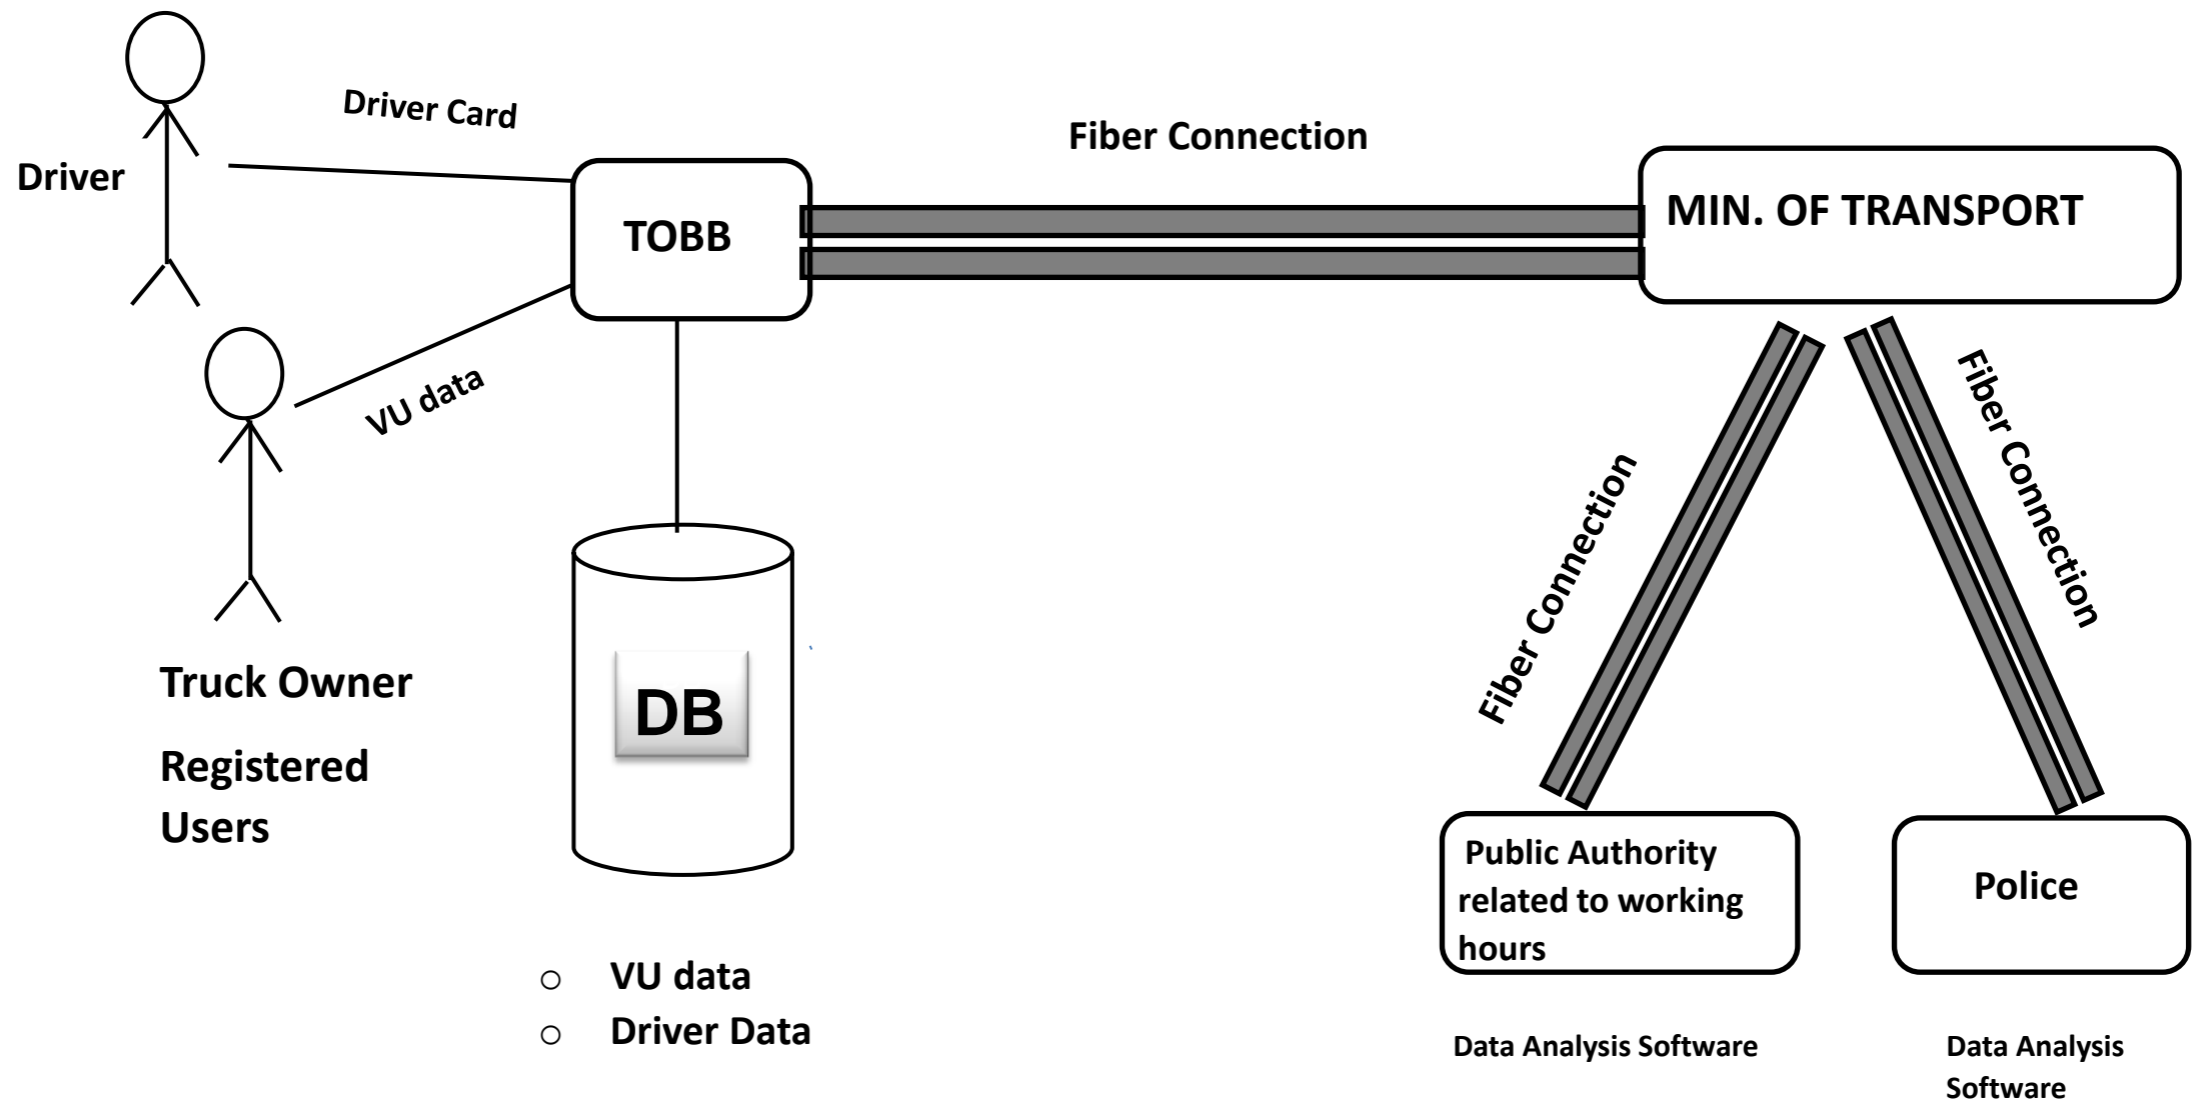 Driver Card
Fiber Connection
Driver
TOBB
MIN. OF TRANSPORT
VU data
Fiber Connection
Fiber Connection
Truck Owner
Registered
Users
DB
Public Authority
related to working
hours
Police
VU data
Driver Data
Data Analysis Software
Data Analysis
Software